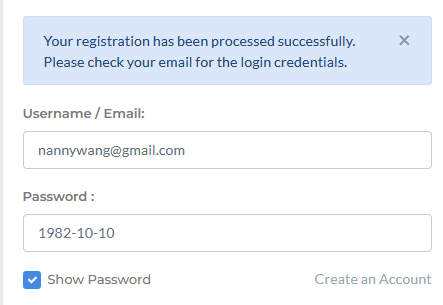 Your registration has been processed successfully.
Please check your email for the login credentials.
×
Username / Email:
nannywang@gmail.com
Password :
1982-10-10
Show Password
Create an Account